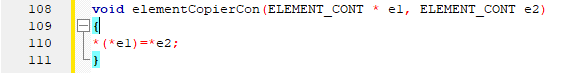 108 void elementCopierCon(ELEMENT_CONT * e1, ELEMENT_CONT e2)
109 {
110 *(*e1)=*e2;
111 }